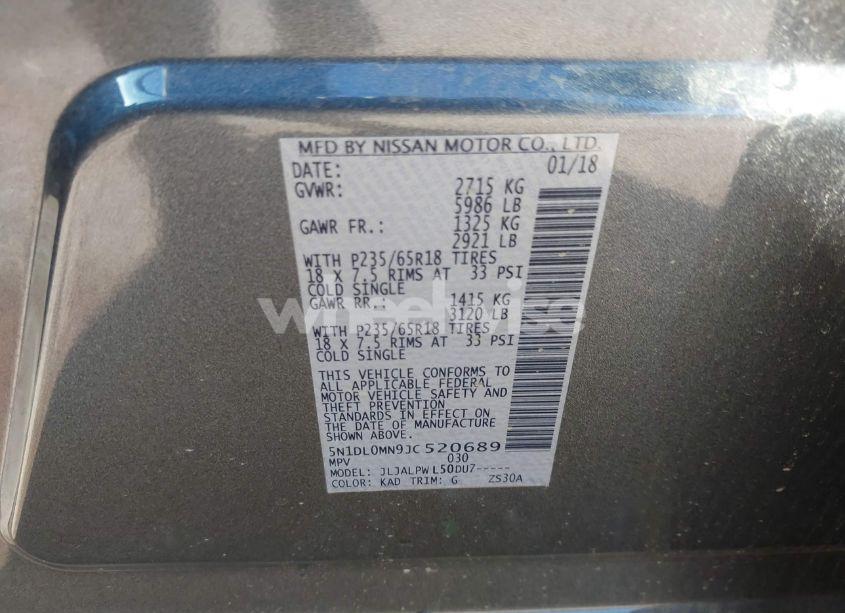 MFD BY NISSAN MOTOR CO., LTD.
DATE: 01/18
GVWR: 2715 KG
5986 LB
GAWR FR.: 1325 KG
2921 LB
WITH P235/65R18 TIRES
18 X 7.5 RIMS AT 33 PSI
COLD SINGLE
GAWR RR.: 1415 KG
3120 LB
WITH P235/65R18 TIRES
18 X 7.5 RIMS AT 33 PSI
COLD SINGLE
THIS VEHICLE CONFORMS TO
ALL APPLICABLE FEDERAL
MOTOR VEHICLE SAFETY AND
THEFT PREVENTION
STANDARDS IN EFFECT ON
THE DATE OF MANUFACTURE
SHOWN ABOVE.
5N1DL0MN9JC520689
MPV 030
MODEL: JLJALPWL50DU7-----
COLOR: KAD TRIM: G ZS30A
wheelwise